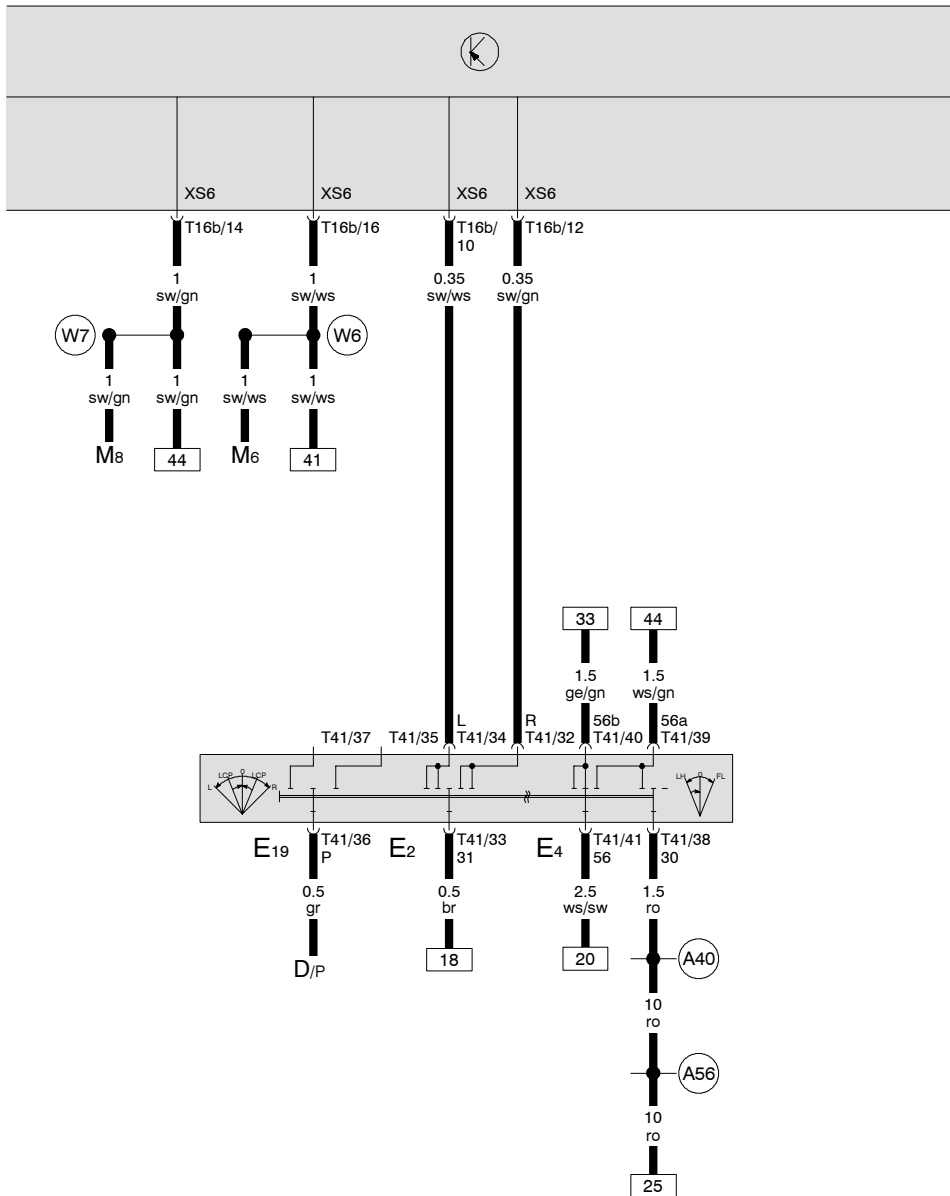 XS6 XS6 XS6 XS6
T16b/14 T16b/16 T16b/ T16b/12
10
1 1 0.35 0.35
sw/gn sw/ws sw/ws sw/gn
W7 W6
1 1 1 1
sw/gn sw/gn sw/ws sw/ws
M8 44 M6 41
33 44
1.5 1.5
ge/gn ws/gn
L R 56b 56a
T41/37 T41/35 T41/34 T41/32 T41/40 T41/39
LCP 0 LCP LH 0 FL
L R
E19 T41/36 E2 T41/33 E4 T41/41 T41/38
P 31 56 30
0.5 0.5 2.5 1.5
gr br ws/sw ro
D/P 18 20 A40
10
ro
A56
10
ro
25